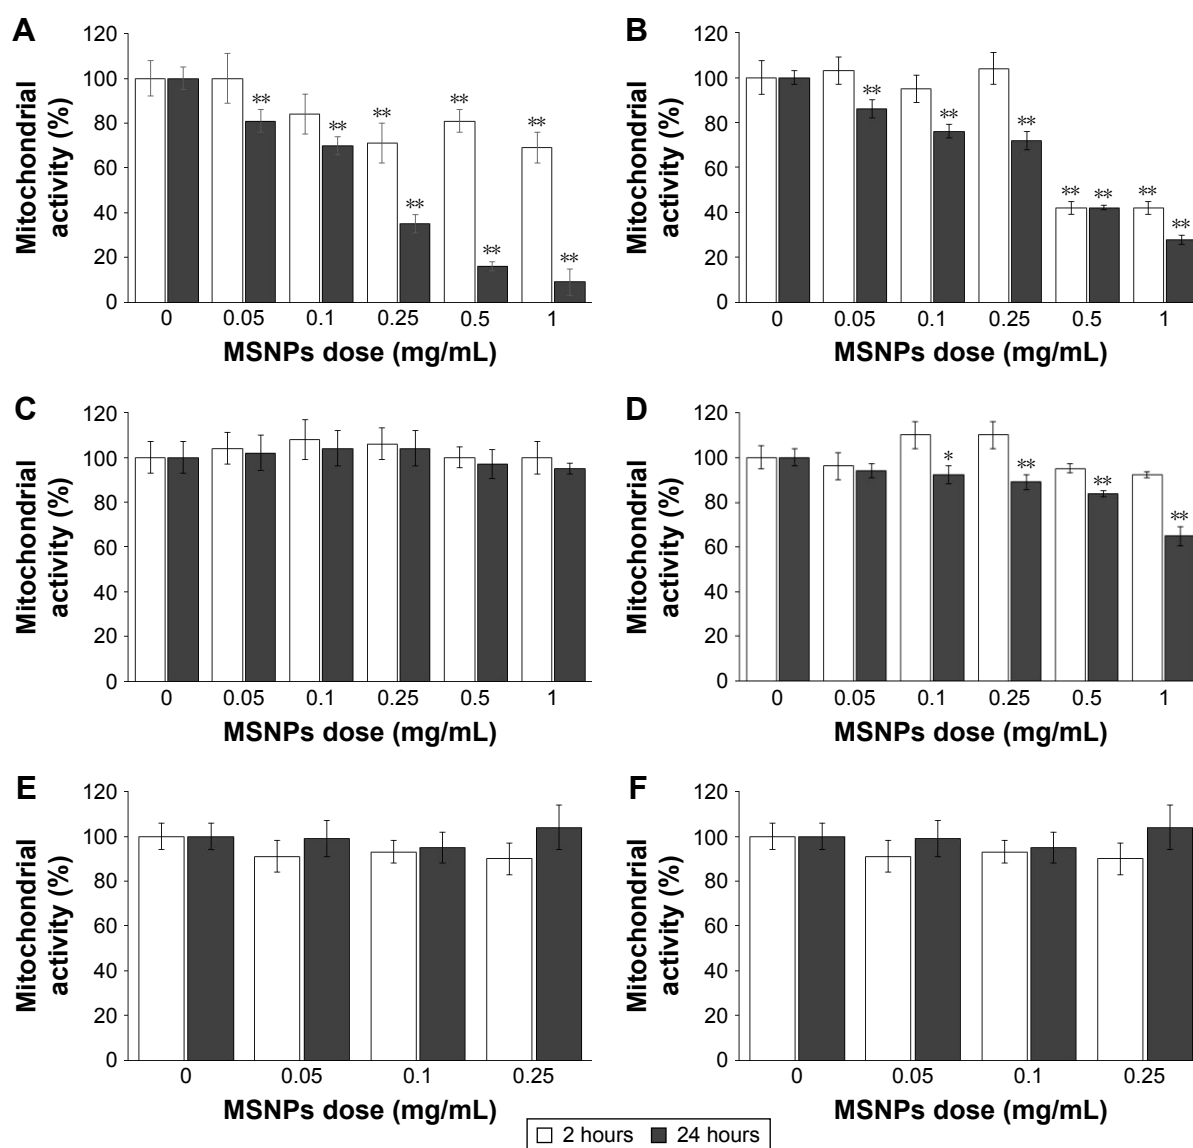 A
Mitochondrial
activity (%)
120
100
80
60
40
20
0
** ** ** ** ** ** ** **
0 0.05 0.1 0.25 0.5 1
MSNPs dose (mg/mL)
B
Mitochondrial
activity (%)
120
100
80
60
40
20
0
** ** ** ** ** ** **
0 0.05 0.1 0.25 0.5 1
MSNPs dose (mg/mL)
C
Mitochondrial
activity (%)
120
100
80
60
40
20
0
0 0.05 0.1 0.25 0.5 1
MSNPs dose (mg/mL)
D
Mitochondrial
activity (%)
120
100
80
60
40
20
0
* ** ** **
0 0.05 0.1 0.25 0.5 1
MSNPs dose (mg/mL)
E
Mitochondrial
activity (%)
120
100
80
60
40
20
0
0 0.05 0.1 0.25
MSNPs dose (mg/mL)
F
Mitochondrial
activity (%)
120
100
80
60
40
20
0
0 0.05 0.1 0.25
MSNPs dose (mg/mL)
2 hours 24 hours